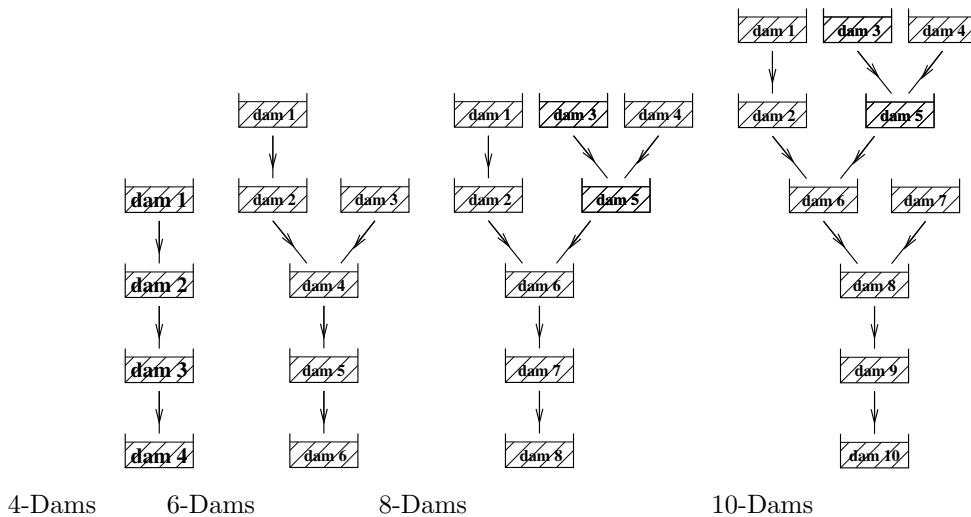 dam 1 dam 3 dam 4
dam 1 dam 1 dam 3 dam 4 dam 2 dam 5
dam 1 dam 2 dam 3 dam 2 dam 5 dam 6 dam 7
dam 2 dam 4 dam 6 dam 8
dam 3 dam 5 dam 7 dam 9
dam 4 dam 6 dam 8 dam 10
4-Dams 6-Dams 8-Dams 10-Dams